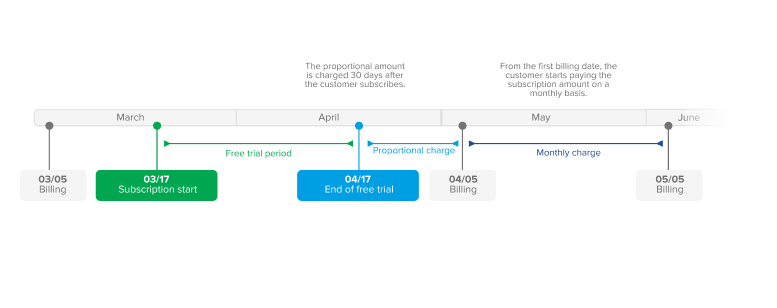 The proportional amount
is charged 30 days after
the customer subscribes.
From the first billing date, the
customer starts paying the
subscription amount on a
monthly basis.
March
April
May
June
Free trial period
Proportional charge
Monthly charge
03/05
Billing
03/17
Subscription start
04/17
End of free trial
04/05
Billing
05/05
Billing